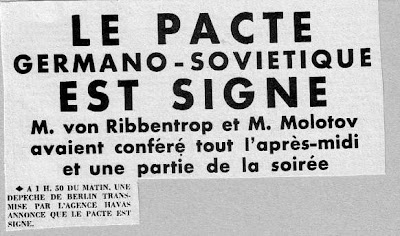 LE PACTE
GERMANO-SOVIETIQUE
EST SIGNE
M. von Ribbentrop et M. Molotov
avaient conféré tout l'après-midi
et une partie de la soirée
◆ A 1 H. 50 DU MATIN, UNE
DEPECHE DE BERLIN TRANS-
MISE PAR L'AGENCE HAVAS
ANNONCE QUE LE PACTE EST
SIGNE.